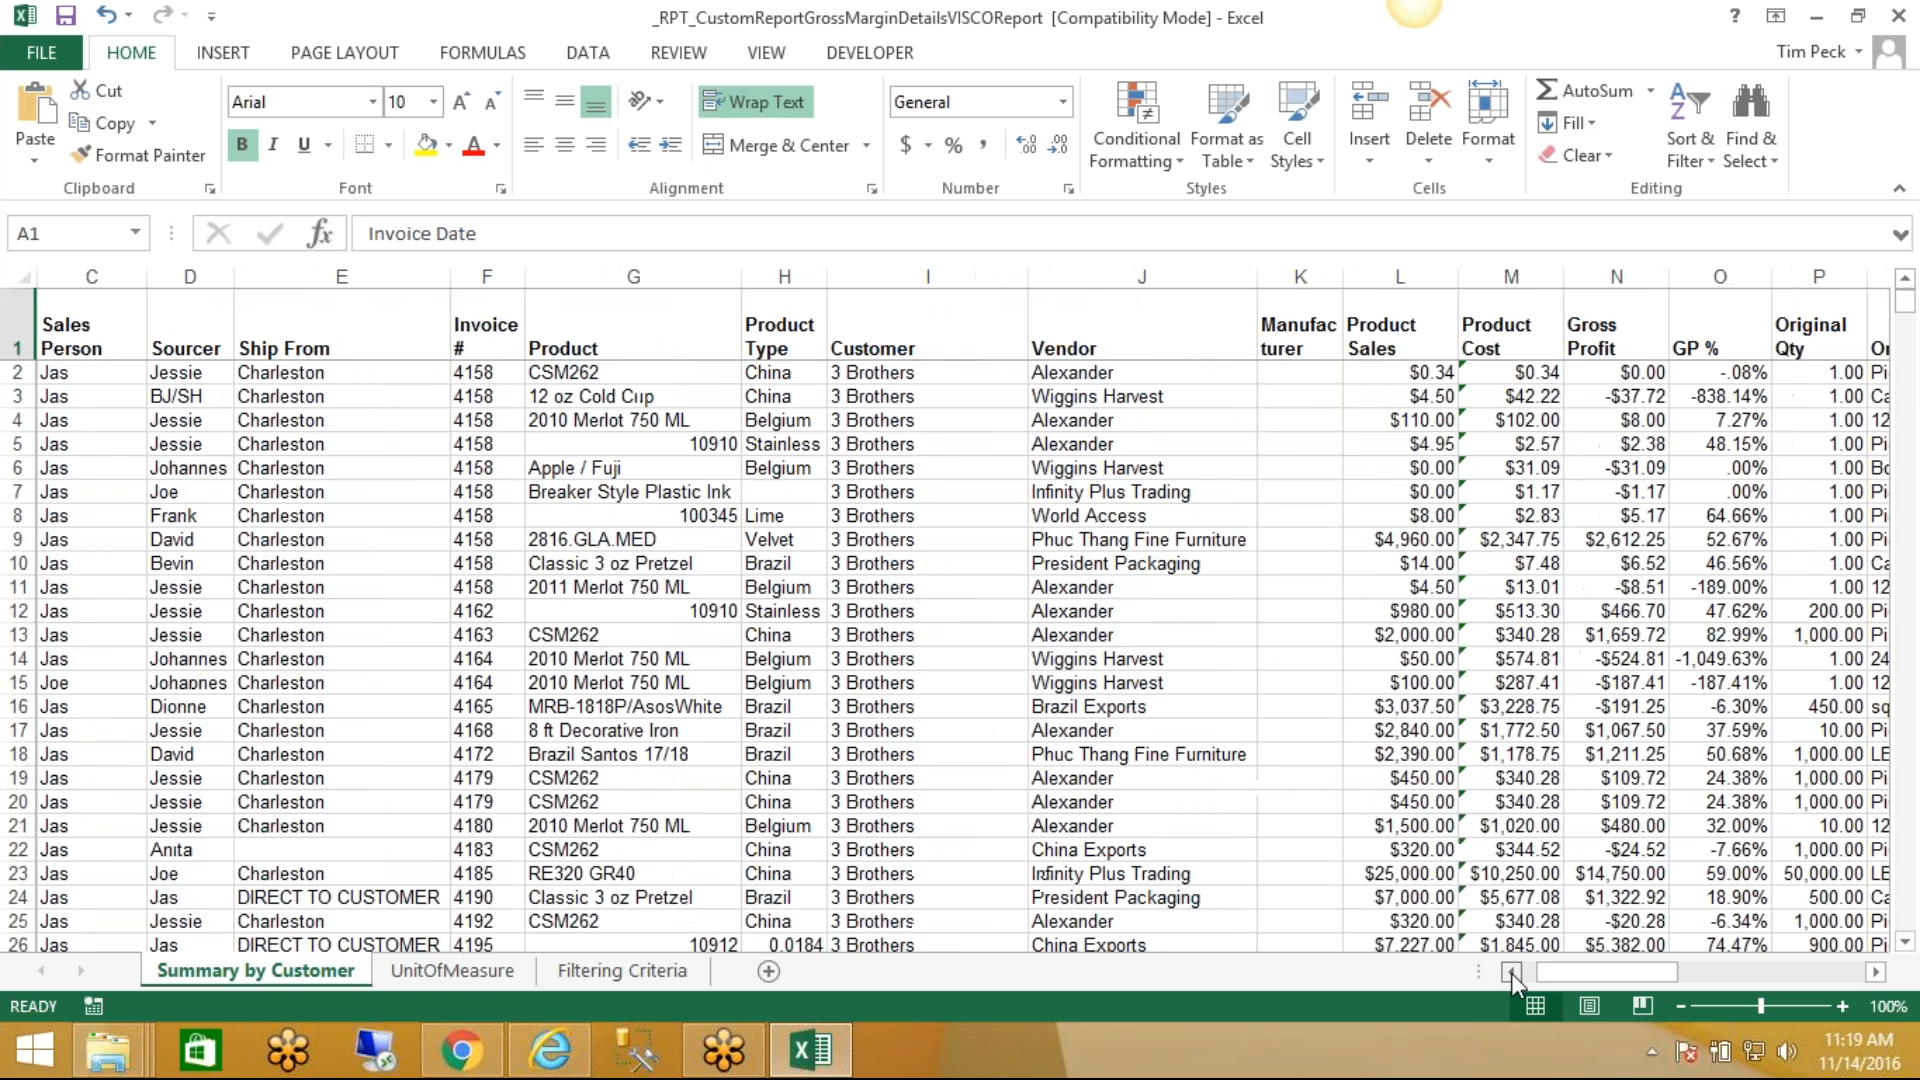 _RPT_CustomReportGrossMarginDetailsVISCOReport [Compatibility Mode] - Excel
?
FILE HOME INSERT PAGE LAYOUT FORMULAS DATA REVIEW VIEW DEVELOPER Tim Peck
Cut
Copy
Format Painter
Paste
Clipboard
Arial 10
B I U
Font
Wrap Text
Merge & Center
Alignment
General
$ % ,
Number
Conditional Formatting
Format as Table
Cell Styles
Styles
Insert Delete Format
Cells
AutoSum
Fill
Clear
Sort & Filter
Find & Select
Editing
A1 fx Invoice Date
C D E F G H I J K L M N O P
1 Sales Person Sourcer Ship From Invoice # Product Product Type Customer Vendor Manufacturer Product Sales Product Cost Gross Profit GP % Original Qty
2 Jas Jessie Charleston 4158 CSM262 China 3 Brothers Alexander $0.34 $0.34 $0.00 -.08% 1.00 Pi
3 Jas BJ/SH Charleston 4158 12 oz Cold Cup China 3 Brothers Wiggins Harvest $4.50 $42.22 -$37.72 -838.14% 1.00 Ca
4 Jas Jessie Charleston 4158 2010 Merlot 750 ML Belgium 3 Brothers Alexander $110.00 $102.00 $8.00 7.27% 1.00 12
5 Jas Jessie Charleston 4158 10910 Stainless 3 Brothers Alexander $4.95 $2.57 $2.38 48.15% 1.00 Pi
6 Jas Johannes Charleston 4158 Apple / Fuji Belgium 3 Brothers Wiggins Harvest $0.00 $31.09 -$31.09 .00% 1.00 Bo
7 Jas Joe Charleston 4158 Breaker Style Plastic Ink 3 Brothers Infinity Plus Trading $0.00 $1.17 -$1.17 .00% 1.00 Pi
8 Jas Frank Charleston 4158 100345 Lime 3 Brothers World Access $8.00 $2.83 $5.17 64.66% 1.00 Pi
9 Jas David Charleston 4158 2816.GLA.MED Velvet 3 Brothers Phuc Thang Fine Furniture $4,960.00 $2,347.75 $2,612.25 52.67% 1.00 Pi
10 Jas Bevin Charleston 4158 Classic 3 oz Pretzel Brazil 3 Brothers President Packaging $14.00 $7.48 $6.52 46.56% 1.00 Ca
11 Jas Jessie Charleston 4158 2011 Merlot 750 ML Belgium 3 Brothers Alexander $4.50 $13.01 -$8.51 -189.00% 1.00 12
12 Jas Jessie Charleston 4162 10910 Stainless 3 Brothers Alexander $980.00 $513.30 $466.70 47.62% 200.00 Pi
13 Jas Jessie Charleston 4163 CSM262 China 3 Brothers Alexander $2,000.00 $340.28 $1,659.72 82.99% 1,000.00 Pi
14 Jas Johannes Charleston 4164 2010 Merlot 750 ML Belgium 3 Brothers Wiggins Harvest $50.00 $574.81 -$524.81 -1,049.63% 1.00 24
15 Joe Johannes Charleston 4164 2010 Merlot 750 ML Belgium 3 Brothers Wiggins Harvest $100.00 $287.41 -$187.41 -187.41% 1.00 12
16 Jas Dionne Charleston 4165 MRB-1818P/AsosWhite Brazil 3 Brothers Brazil Exports $3,037.50 $3,228.75 -$191.25 -6.30% 450.00 sq
17 Jas Jessie Charleston 4168 8 ft Decorative Iron Brazil 3 Brothers Alexander $2,840.00 $1,772.50 $1,067.50 37.59% 10.00 Pi
18 Jas David Charleston 4172 Brazil Santos 17/18 Brazil 3 Brothers Phuc Thang Fine Furniture $2,390.00 $1,178.75 $1,211.25 50.68% 1,000.00 LE
19 Jas Jessie Charleston 4179 CSM262 China 3 Brothers Alexander $450.00 $340.28 $109.72 24.38% 1,000.00 Pi
20 Jas Jessie Charleston 4179 CSM262 China 3 Brothers Alexander $450.00 $340.28 $109.72 24.38% 1,000.00 Pi
21 Jas Jessie Charleston 4180 2010 Merlot 750 ML Belgium 3 Brothers Alexander $1,500.00 $1,020.00 $480.00 32.00% 10.00 12
22 Jas Anita 4183 CSM262 China 3 Brothers China Exports $320.00 $344.52 -$24.52 -7.66% 1,000.00 Pi
23 Jas Joe Charleston 4185 RE320 GR40 China 3 Brothers Infinity Plus Trading $25,000.00 $10,250.00 $14,750.00 59.00% 50,000.00 LE
24 Jas Jas DIRECT TO CUSTOMER 4190 Classic 3 oz Pretzel Brazil 3 Brothers President Packaging $7,000.00 $5,677.08 $1,322.92 18.90% 500.00 Ca
25 Jas Jessie Charleston 4192 CSM262 China 3 Brothers Alexander $320.00 $340.28 -$20.28 -6.34% 1,000.00 Pi
26 Jas Jas DIRECT TO CUSTOMER 4195 10912 0.0184 3 Brothers China Exports $7,227.00 $1,845.00 $5,382.00 74.47% 900.00 Pi
Summary by Customer UnitOfMeasure Filtering Criteria
READY 100%
11:19 AM
11/14/2016